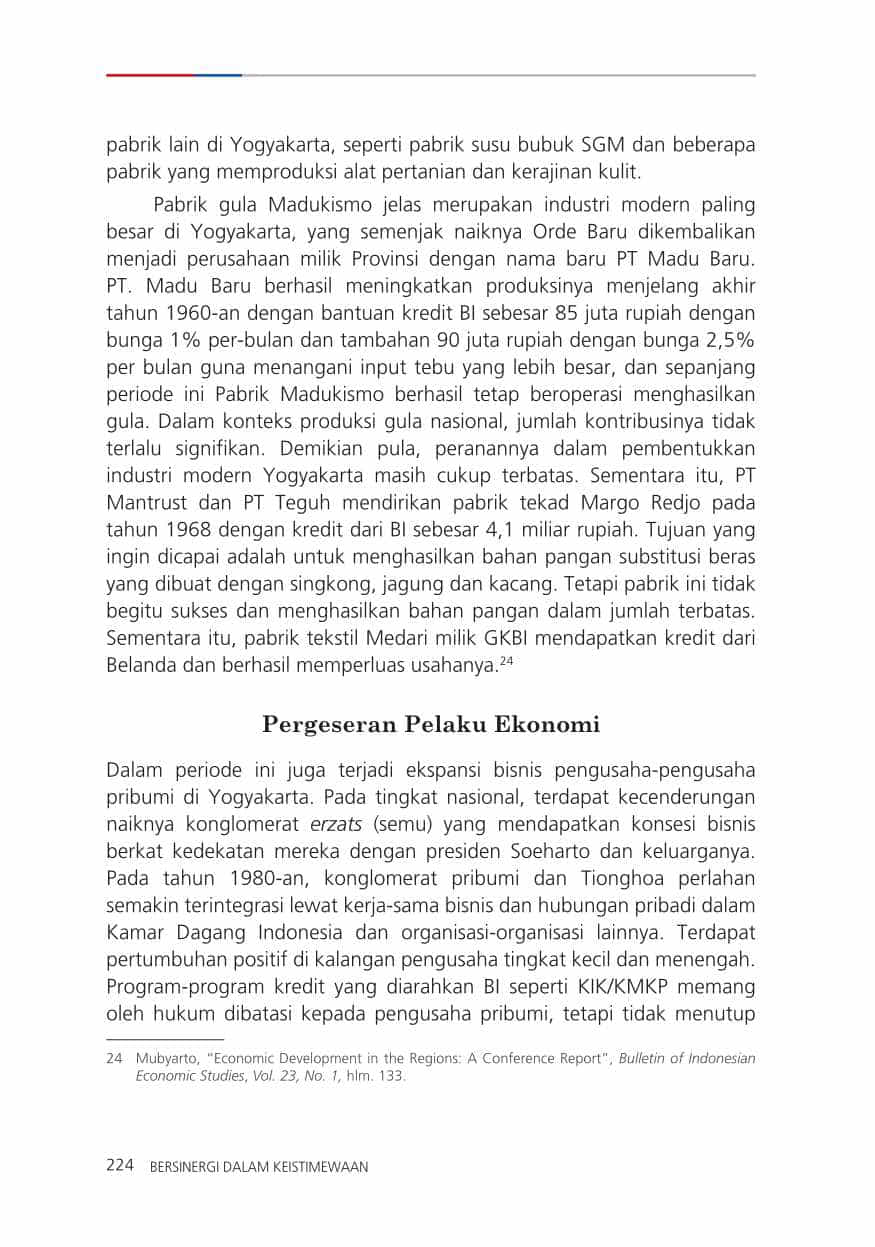 pabrik lain di Yogyakarta, seperti pabrik susu bubuk SGM dan beberapa
pabrik yang memproduksi alat pertanian dan kerajinan kulit.
Pabrik gula Madukismo jelas merupakan industri modern paling
besar di Yogyakarta, yang semenjak naiknya Orde Baru dikembalikan
menjadi perusahaan milik Provinsi dengan nama baru PT Madu Baru.
PT. Madu Baru berhasil meningkatkan produksinya menjelang akhir
tahun 1960-an dengan bantuan kredit BI sebesar 85 juta rupiah dengan
bunga 1% per-bulan dan tambahan 90 juta rupiah dengan bunga 2,5%
per bulan guna menangani input tebu yang lebih besar, dan sepanjang
periode ini Pabrik Madukismo berhasil tetap beroperasi menghasilkan
gula. Dalam konteks produksi gula nasional, jumlah kontribusinya tidak
terlalu signifikan. Demikian pula, peranannya dalam pembentukkan
industri modern Yogyakarta masih cukup terbatas. Sementara itu, PT
Mantrust dan PT Teguh mendirikan pabrik tekad Margo Redjo pada
tahun 1968 dengan kredit dari BI sebesar 4,1 miliar rupiah. Tujuan yang
ingin dicapai adalah untuk menghasilkan bahan pangan substitusi beras
yang dibuat dengan singkong, jagung dan kacang. Tetapi pabrik ini tidak
begitu sukses dan menghasilkan bahan pangan dalam jumlah terbatas.
Sementara itu, pabrik tekstil Medari milik GKBI mendapatkan kredit dari
Belanda dan berhasil memperluas usahanya.24
Pergeseran Pelaku Ekonomi
Dalam periode ini juga terjadi ekspansi bisnis pengusaha-pengusaha
pribumi di Yogyakarta. Pada tingkat nasional, terdapat kecenderungan
naiknya konglomerat erzats (semu) yang mendapatkan konsesi bisnis
berkat kedekatan mereka dengan presiden Soeharto dan keluarganya.
Pada tahun 1980-an, konglomerat pribumi dan Tionghoa perlahan
semakin terintegrasi lewat kerja-sama bisnis dan hubungan pribadi dalam
Kamar Dagang Indonesia dan organisasi-organisasi lainnya. Terdapat
pertumbuhan positif di kalangan pengusaha tingkat kecil dan menengah.
Program-program kredit yang diarahkan BI seperti KIK/KMKP memang
oleh hukum dibatasi kepada pengusaha pribumi, tetapi tidak menutup
24 Mubyarto, “Economic Development in the Regions: A Conference Report”, Bulletin of Indonesian
Economic Studies, Vol. 23, No. 1, hlm. 133.
224 BERSINERGI DALAM KEISTIMEWAAN